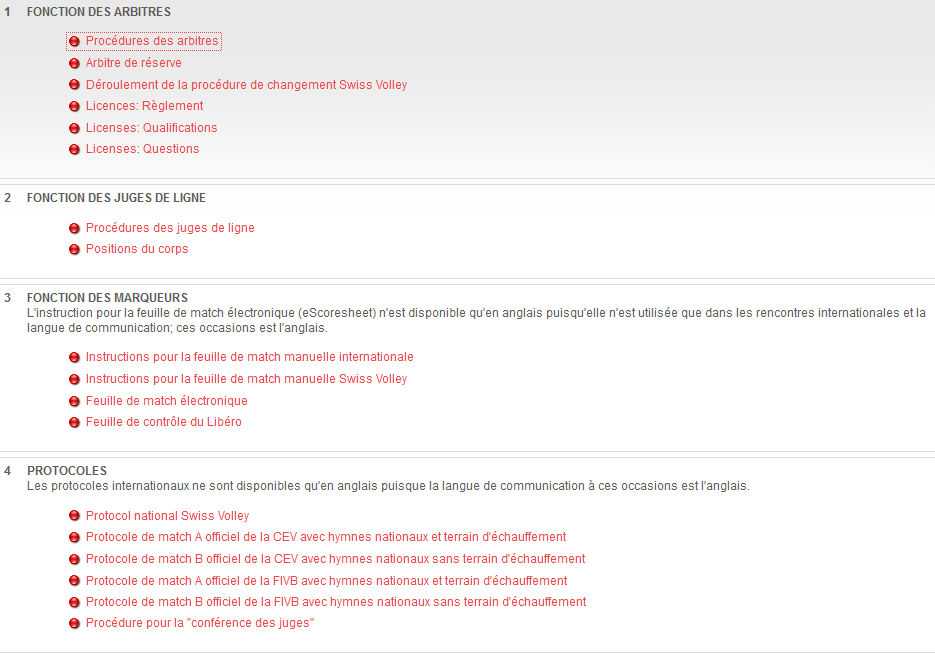 1 FONCTION DES ARBITRES
Procédures des arbitres
Arbitre de réserve
Déroulement de la procédure de changement Swiss Volley
Licences: Règlement
Licenses: Qualifications
Licenses: Questions
2 FONCTION DES JUGES DE LIGNE
Procédures des juges de ligne
Positions du corps
3 FONCTION DES MARQUEURS
L'instruction pour la feuille de match électronique (eScoresheet) n'est disponible qu'en anglais puisqu'elle n'est utilisée que dans les rencontres internationales et la
langue de communication; ces occasions est l'anglais.
Instructions pour la feuille de match manuelle internationale
Instructions pour la feuille de match manuelle Swiss Volley
Feuille de match électronique
Feuille de contrôle du Libéro
4 PROTOCOLES
Les protocoles internationaux ne sont disponibles qu'en anglais puisque la langue de communication à ces occasions est l'anglais.
Protocol national Swiss Volley
Protocole de match A officiel de la CEV avec hymnes nationaux et terrain d'échauffement
Protocole de match B officiel de la CEV avec hymnes nationaux sans terrain d'échauffement
Protocole de match A officiel de la FIVB avec hymnes nationaux et terrain d'échauffement
Protocole de match B officiel de la FIVB avec hymnes nationaux sans terrain d'échauffement
Procédure pour la "conférence des juges"